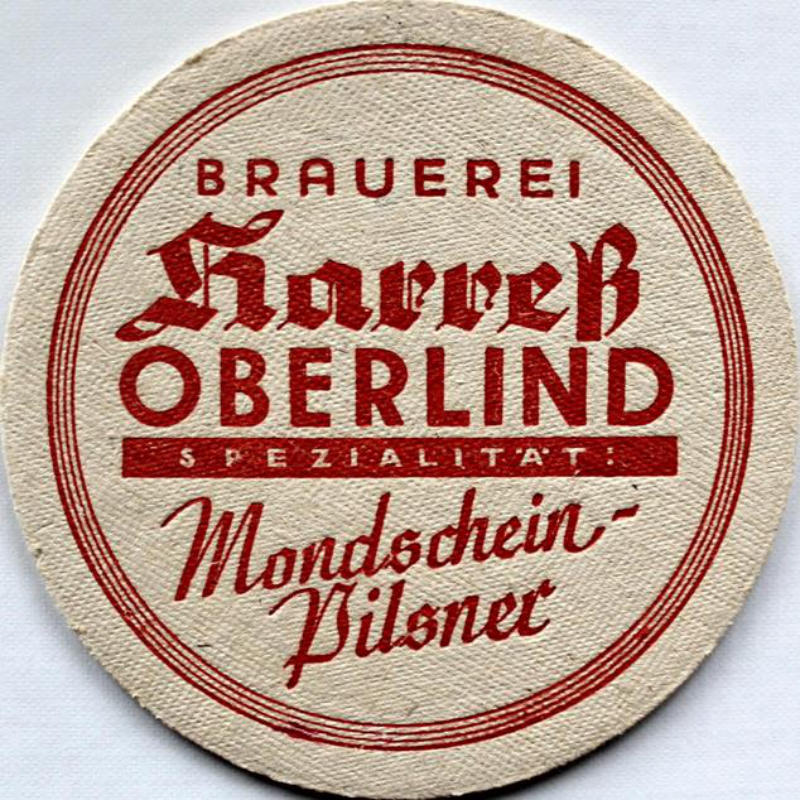 BRAUEREI
Karreß
OBERLIND
SPEZIALITÄT:
Mondschein-
Pilsner